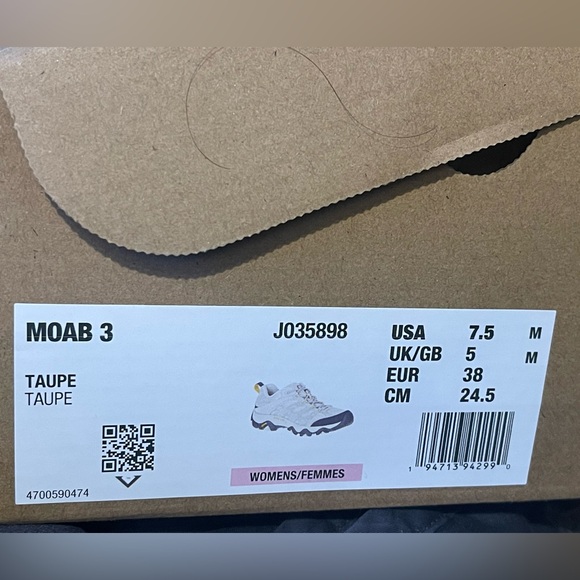 MOAB 3
J035898
TAUPE
TAUPE
4700590474
WOMENS/FEMMES
USA 7.5 M
UK/GB 5 M
EUR 38
CM 24.5
1 94713 94299 0